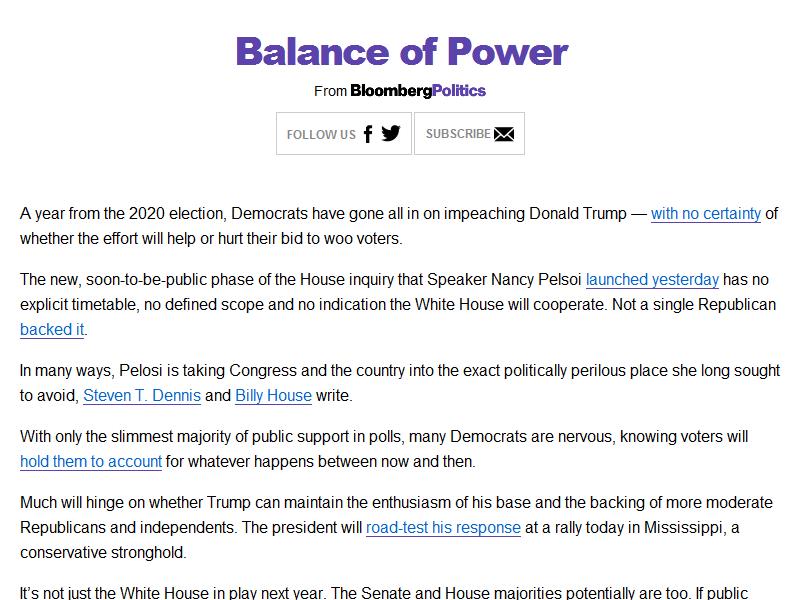 Balance of Power
From BloombergPolitics
FOLLOW US
SUBSCRIBE
A year from the 2020 election, Democrats have gone all in on impeaching Donald Trump — with no certainty of
whether the effort will help or hurt their bid to woo voters.
The new, soon-to-be-public phase of the House inquiry that Speaker Nancy Pelsoi launched yesterday has no
explicit timetable, no defined scope and no indication the White House will cooperate. Not a single Republican
backed it.
In many ways, Pelosi is taking Congress and the country into the exact politically perilous place she long sought
to avoid, Steven T. Dennis and Billy House write.
With only the slimmest majority of public support in polls, many Democrats are nervous, knowing voters will
hold them to account for whatever happens between now and then.
Much will hinge on whether Trump can maintain the enthusiasm of his base and the backing of more moderate
Republicans and independents. The president will road-test his response at a rally today in Mississippi, a
conservative stronghold.
It’s not just the White House in play next year. The Senate and House majorities potentially are too. If public